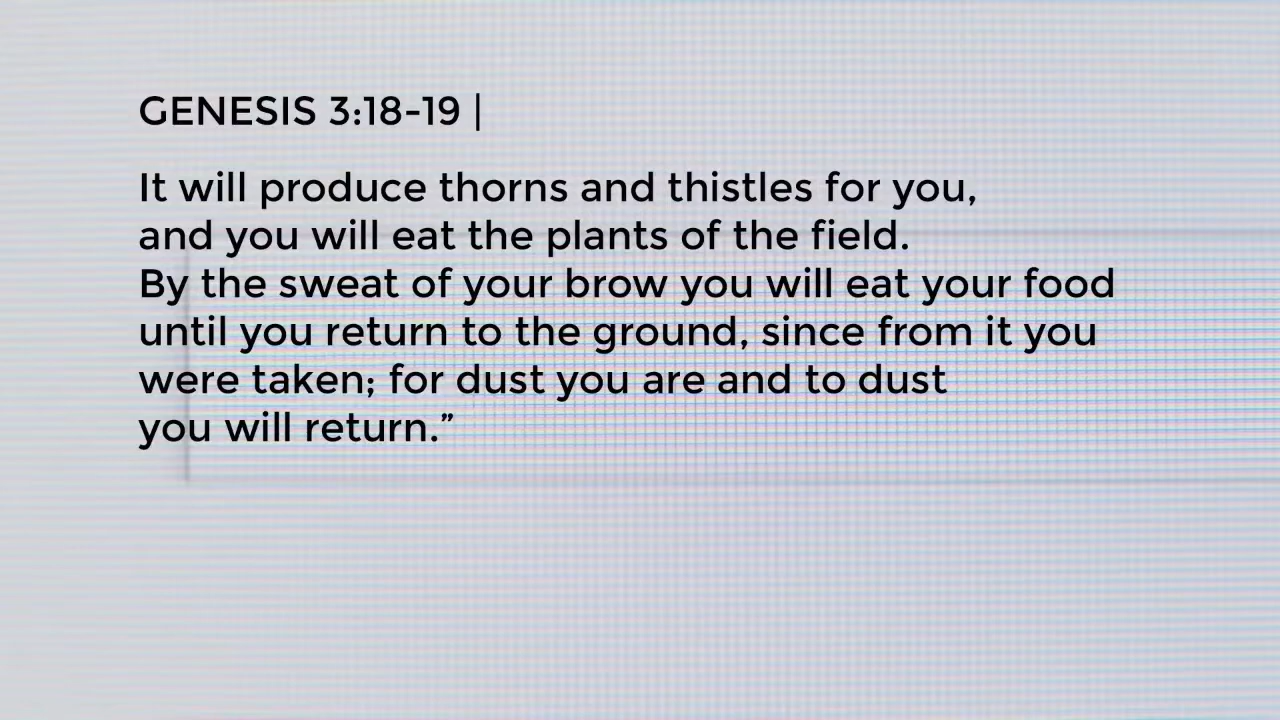 GENESIS 3:18-19 |
It will produce thorns and thistles for you,
and you will eat the plants of the field.
By the sweat of your brow you will eat your food
until you return to the ground, since from it you
were taken; for dust you are and to dust
you will return.”